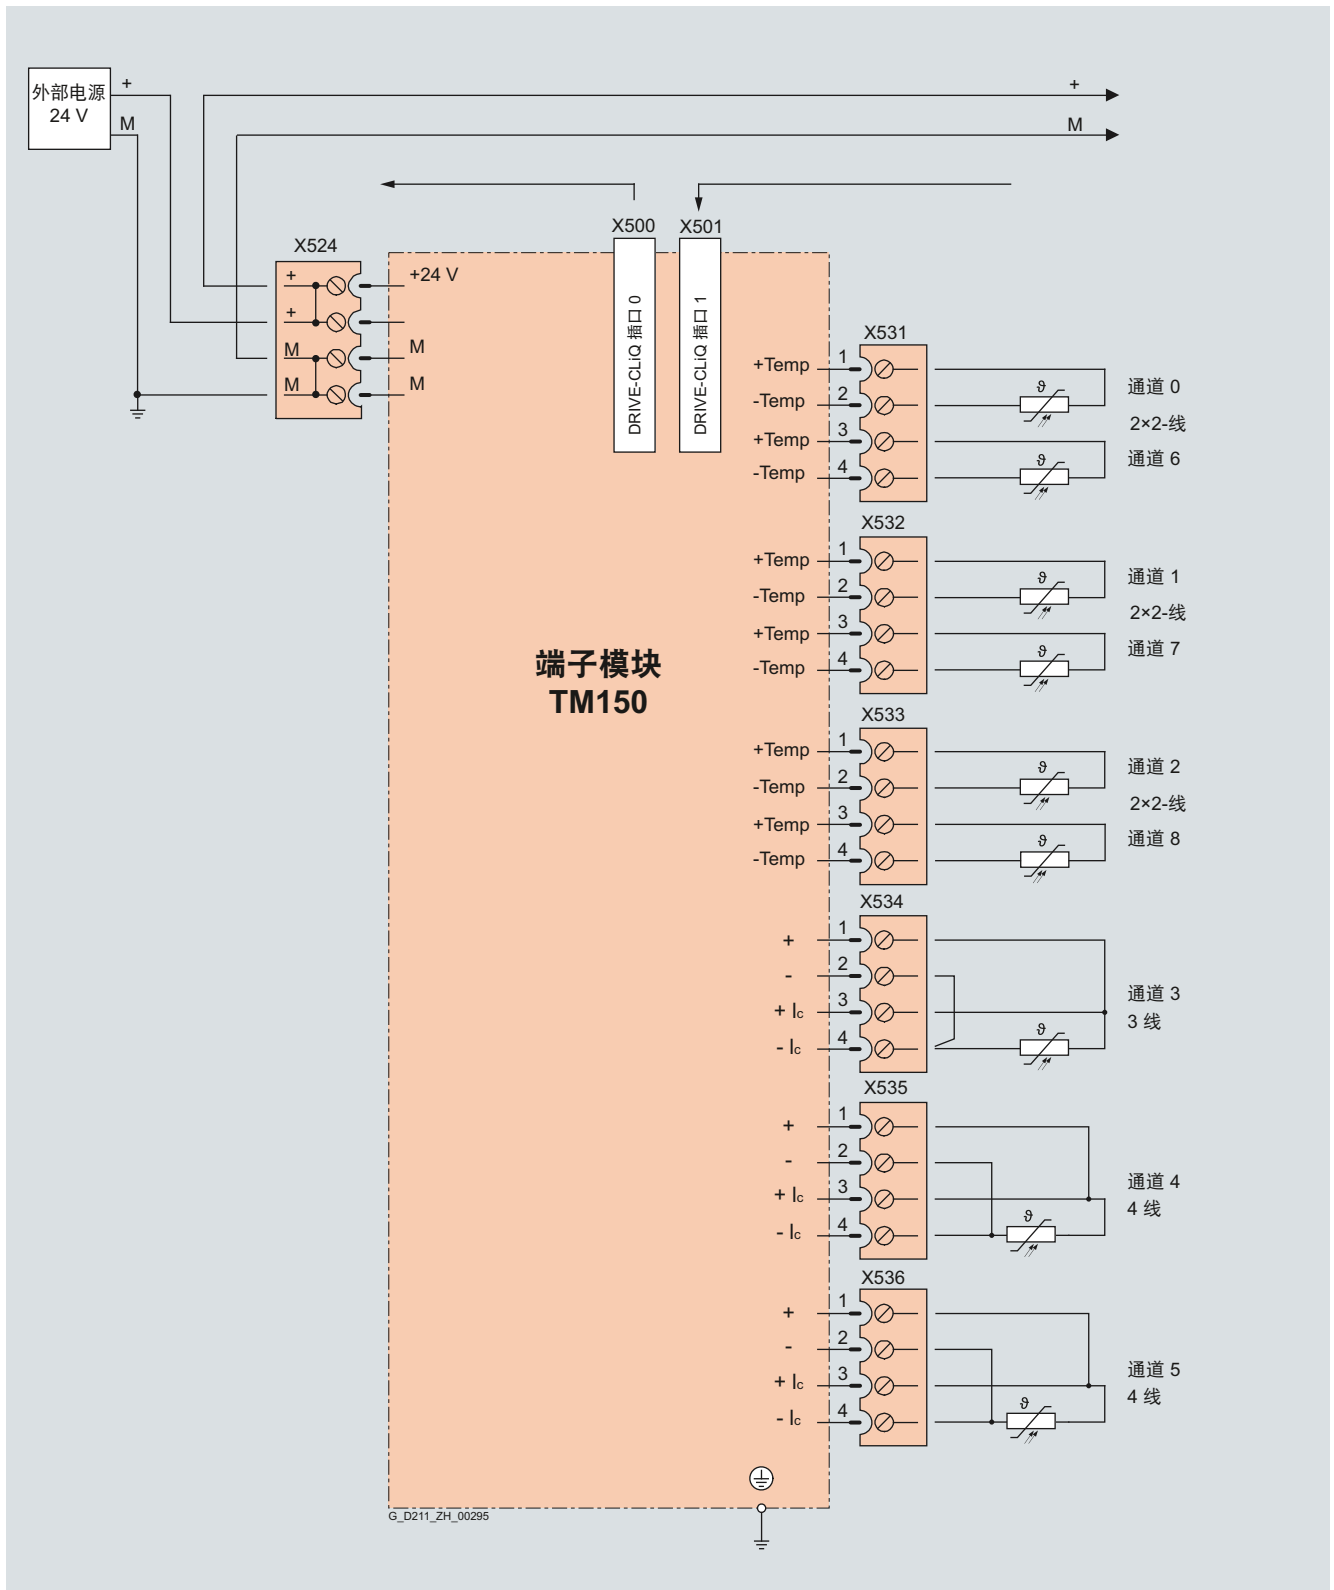 外部电源
24 V
+
M
+
M
X500
X501
X524
+
+
M
M
+24 V
M
M
DRIVE-CLiQ 插口 0
DRIVE-CLiQ 插口 1
端子模块
TM150
X531
+Temp 1
-Temp 2
+Temp 3
-Temp 4
ϑ
ϑ
通道 0
2×2-线
通道 6
X532
+Temp 1
-Temp 2
+Temp 3
-Temp 4
ϑ
ϑ
通道 1
2×2-线
通道 7
X533
+Temp 1
-Temp 2
+Temp 3
-Temp 4
ϑ
ϑ
通道 2
2×2-线
通道 8
X534
+ 1
- 2
+ Ic 3
- Ic 4
ϑ
通道 3
3 线
X535
+ 1
- 2
+ Ic 3
- Ic 4
ϑ
通道 4
4 线
X536
+ 1
- 2
+ Ic 3
- Ic 4
ϑ
通道 5
4 线
G_D211_ZH_00295